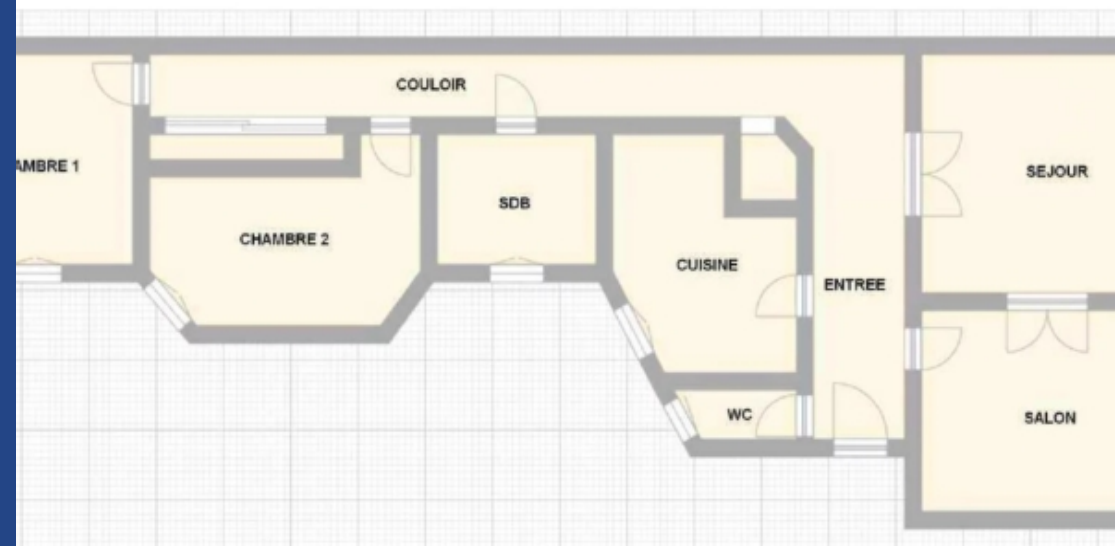 COULOIR
AMBRE 1
SEJOUR
SDB
CHAMBRE 2
CUISINE
ENTREE
WC
SALON